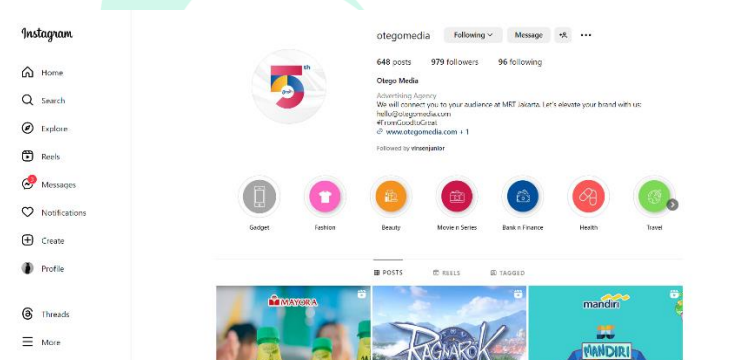 Instagram
Home
Search
Explore
Reels
2
Messages
Notifications
Create
Profile
Threads
More
5th
otegomedia
Following
Message
648 posts 979 followers 96 following
Otego Media
Advertising Agency
We will connect you to your audience at MRT Jakarta. Let's elevate your brand with us:
hello@otegomedia.com
#FromGoodtoGreat
www.otegomedia.com + 1
Followed by vinsenjunior
Gadget Fashion Beauty Movie n Series Bank n Finance Health Travel
POSTS REELS TAGGED
MAYORA
RAGNAROK
mandiri
MANDIRI